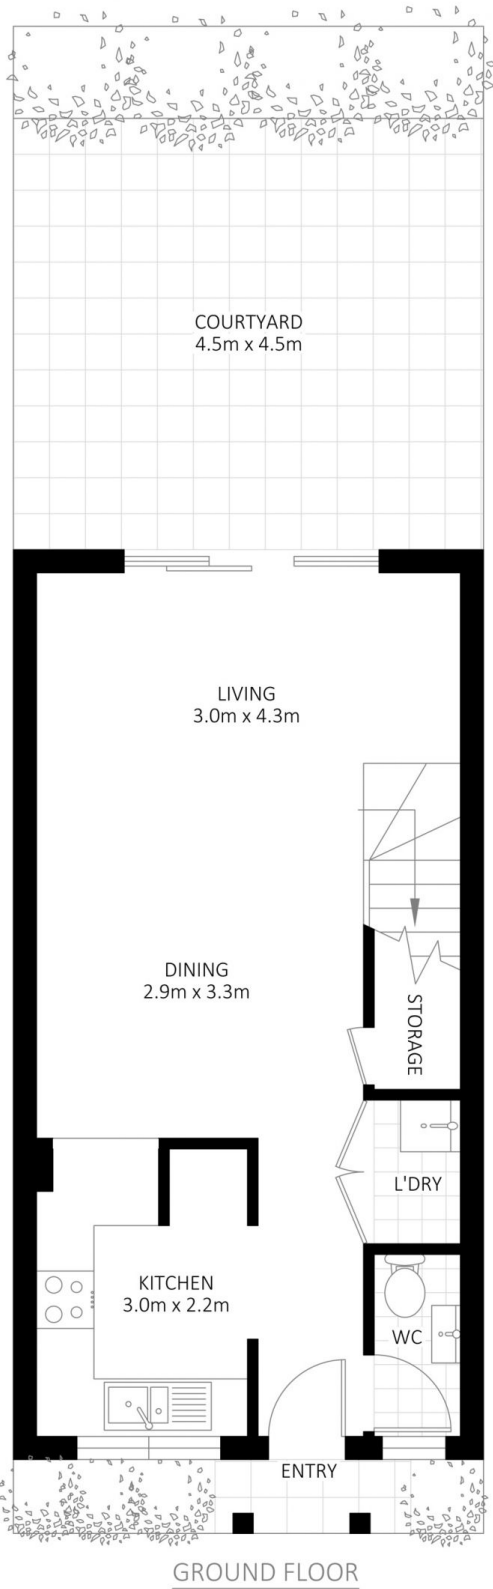 COURTYARD
4.5m x 4.5m
LIVING
3.0m x 4.3m
DINING
2.9m x 3.3m
STORAGE
L'DRY
KITCHEN
3.0m x 2.2m
WC
ENTRY
GROUND FLOOR